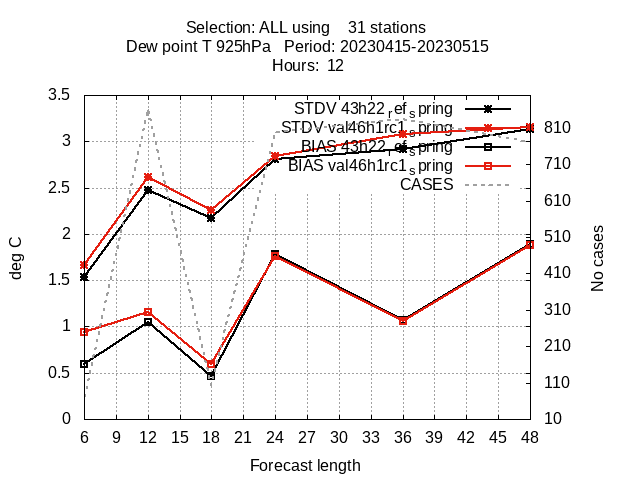 Selection: ALL using 31 stations
Dew point T 925hPa Period: 20230415-20230515
Hours: 12
STDV 43h22_ref_spring
STDV val46h1rc1_spring
BIAS 43h22_ref_spring
BIAS val46h1rc1_spring
CASES
3.5
3
2.5
2
1.5
1
0.5
0
deg C
810
710
610
510
410
310
210
110
10
No cases
6 9 12 15 18 21 24 27 30 33 36 39 42 45 48
Forecast length